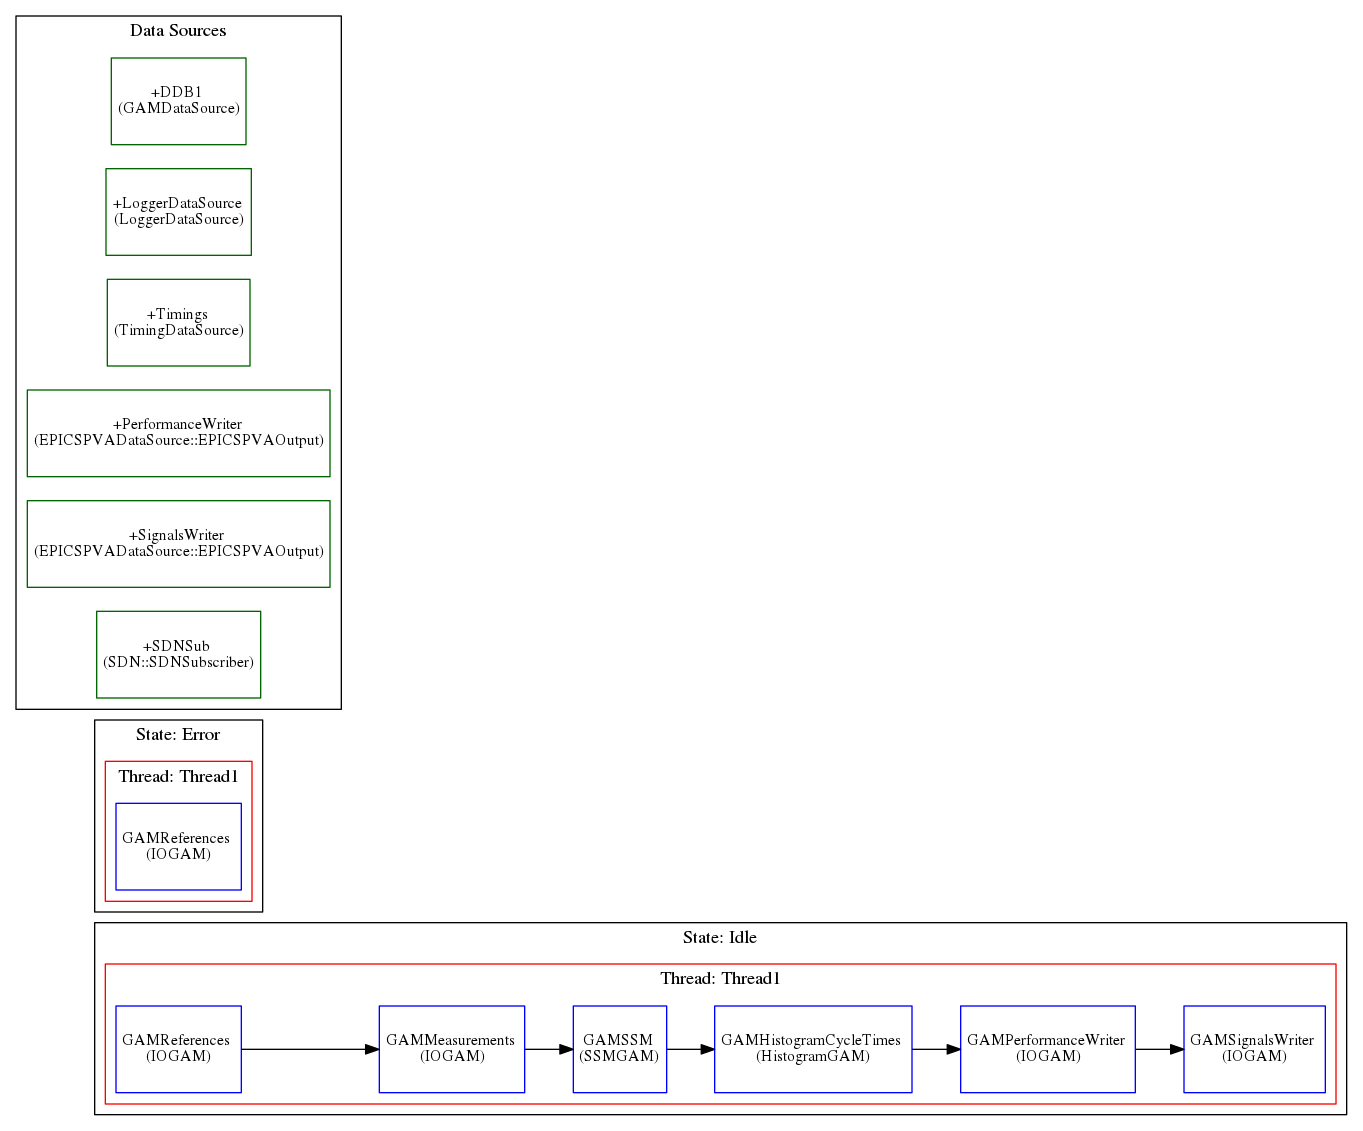 Data Sources
+DDB1
(GAMDataSource)
+LoggerDataSource
(LoggerDataSource)
+Timings
(TimingDataSource)
+PerformanceWriter
(EPICSPVADataSource::EPICSPVAOutput)
+SignalsWriter
(EPICSPVADataSource::EPICSPVAOutput)
+SDNSub
(SDN::SDNSubscriber)
State: Error
Thread: Thread1
GAMReferences
(IOGAM)
State: Idle
Thread: Thread1
GAMReferences
(IOGAM)
GAMMeasurements
(IOGAM)
GAMSSM
(SSMGAM)
GAMHistogramCycleTimes
(HistogramGAM)
GAMPerformanceWriter
(IOGAM)
GAMSignalsWriter
(IOGAM)